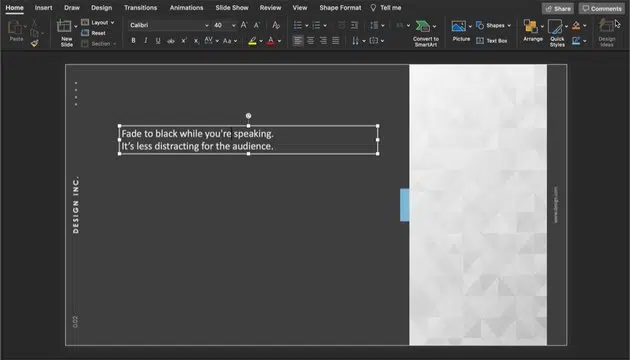 Home Insert Draw Design Transitions Animations Slide Show Review View Shape Format Tell me
Share Comments
Paste
New Slide
Layout
Reset
Section
Calibri 40
Convert to SmartArt
Picture
Shapes
Text Box
Arrange
Quick Styles
Design Ideas
Fade to black while you're speaking.
It's less distracting for the audience.
DESIGN INC.
0.02
www.design.com